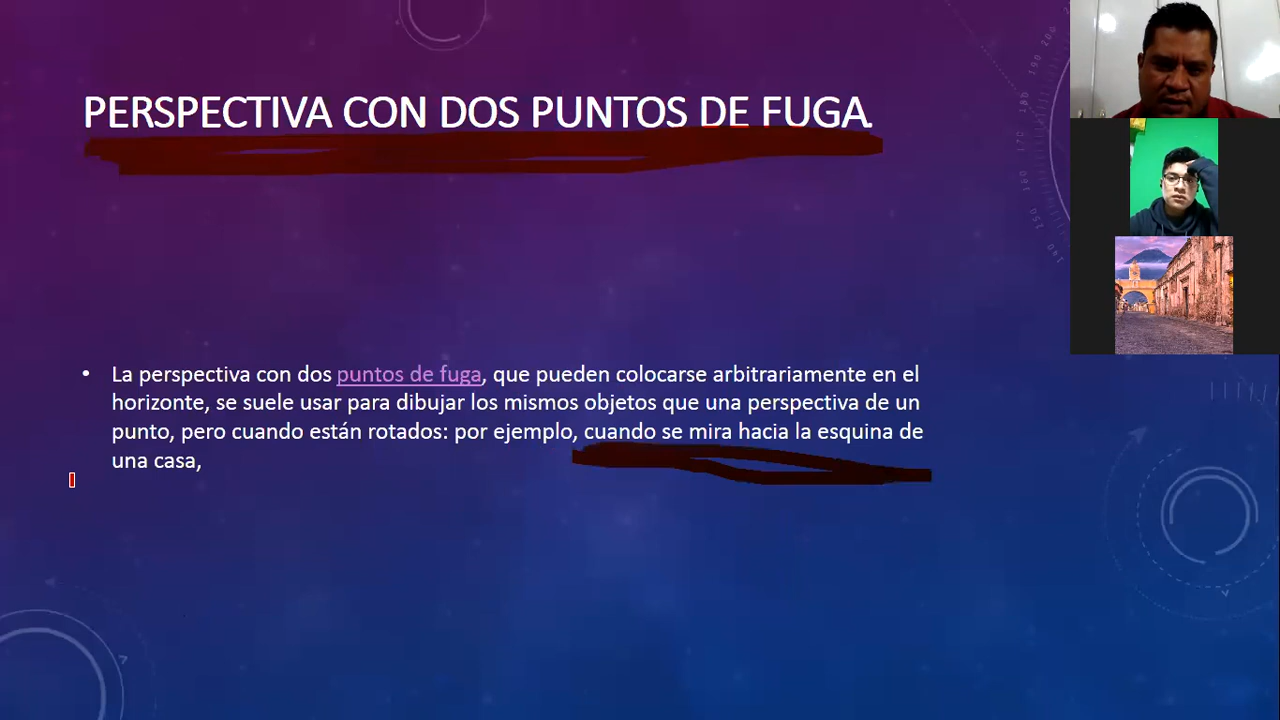 PERSPECTIVA CON DOS PUNTOS DE FUGA.
• La perspectiva con dos puntos de fuga, que pueden colocarse arbitrariamente en el
horizonte, se suele usar para dibujar los mismos objetos que una perspectiva de un
punto, pero cuando están rotados: por ejemplo, cuando se mira hacia la esquina de
una casa,